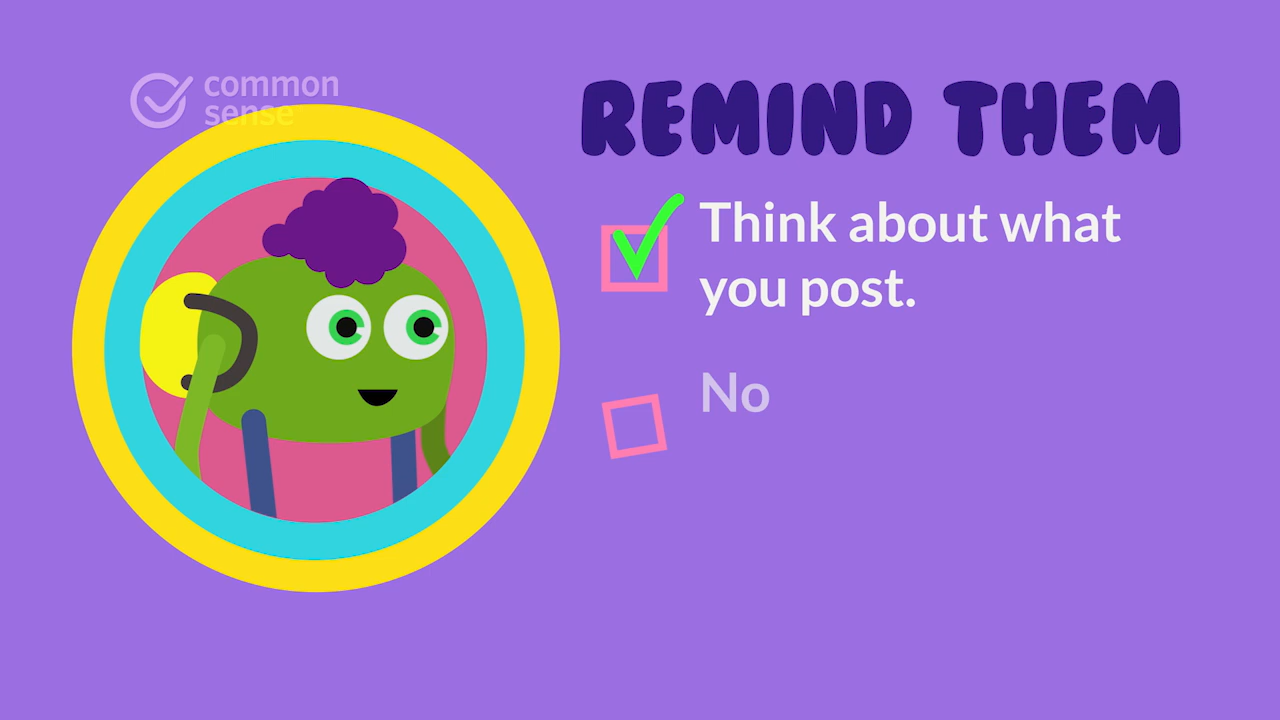 common
sense
REMIND THEM
Think about what
you post.
No